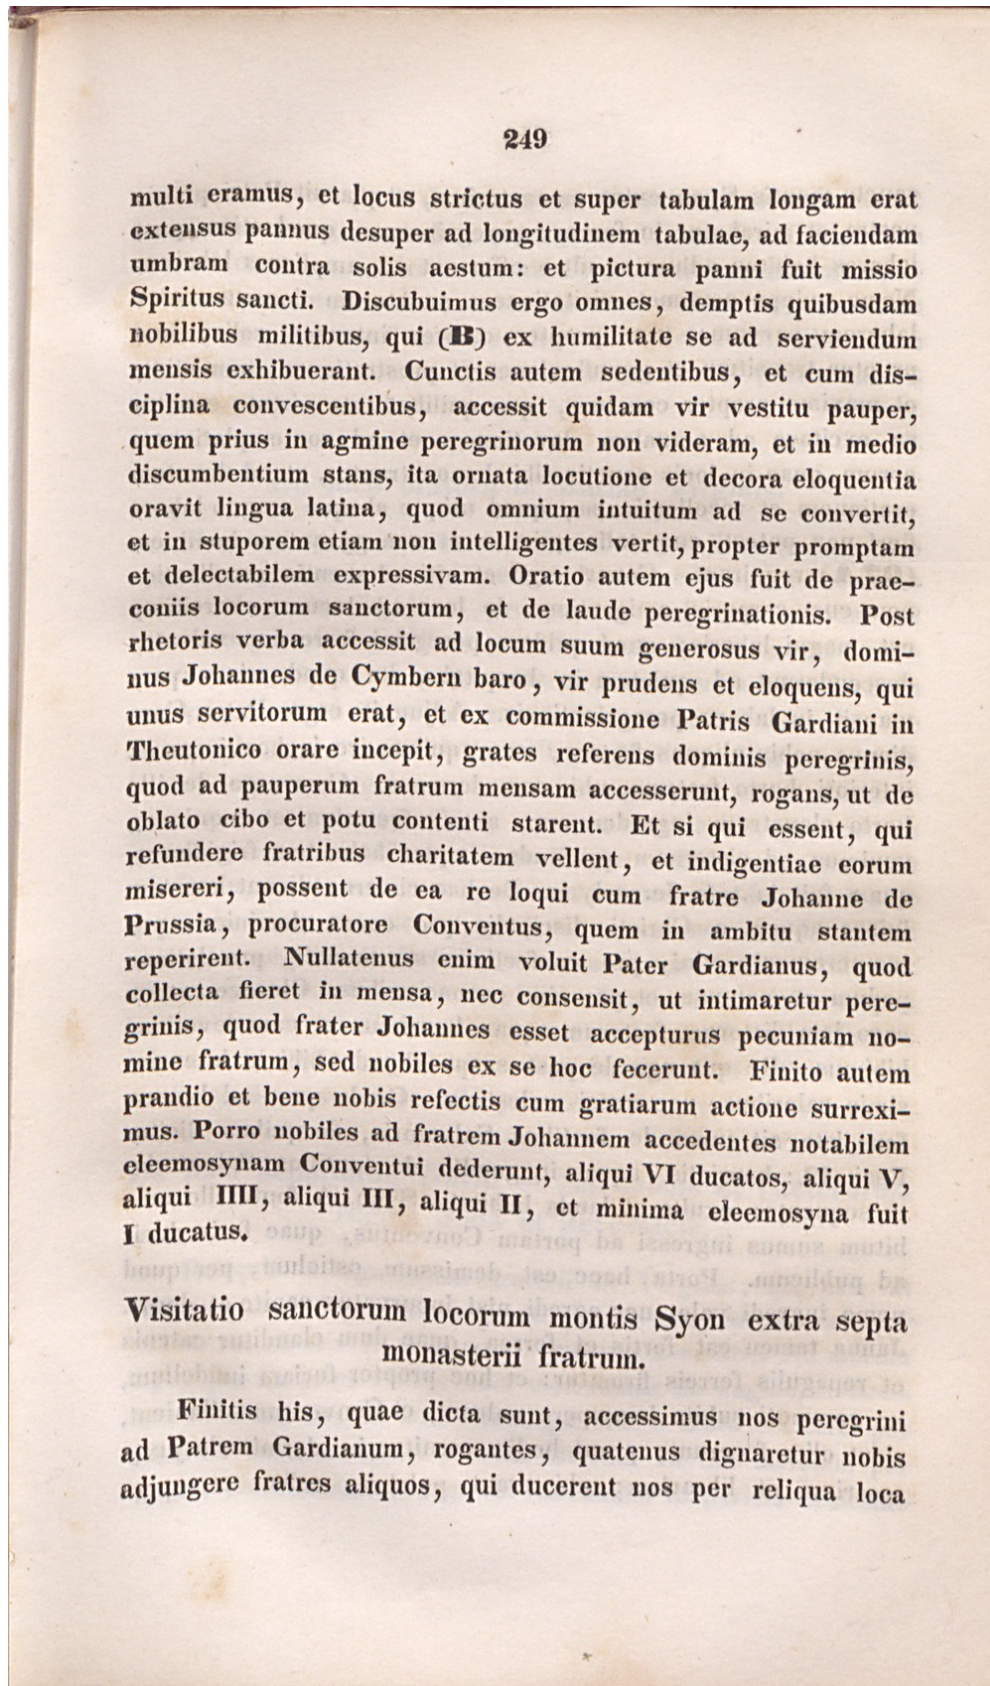 249
multi eramus, et locus strictus et super tabulam longam erat
extensus pannus desuper ad longitudinem tabulae, ad faciendam
umbram contra solis aestum: et pictura panni fuit missio
Spiritus sancti. Discubuimus ergo omnes, demptis quibusdam
nobilibus militibus, qui (B) ex humilitate se ad serviendum
mensis exhibuerant. Cunctis autem sedentibus, et cum dis-
ciplina convescentibus, accessit quidam vir vestitu pauper,
quem prius in agmine peregrinorum non videram, et in medio
discumbentium stans, ita ornata locutione et decora eloquentia
oravit lingua latina, quod omnium intuitum ad se convertit,
et in stuporem etiam non intelligentes vertit, propter promptam
et delectabilem expressivam. Oratio autem ejus fuit de prae-
coniis locorum sanctorum, et de laude peregrinationis. Post
rhetoris verba accessit ad locum suum generosus vir, domi-
nus Johannes de Cymbern baro, vir prudens et eloquens, qui
unus servitorum erat, et ex commissione Patris Gardiani in
Theutonico orare incepit, grates referens dominis peregrinis,
quod ad pauperum fratrum mensam accesserunt, rogans, ut de
oblato cibo et potu contenti starent. Et si qui essent, qui
refundere fratribus charitatem vellent, et indigentiae eorum
misereri, possent de ea re loqui cum fratre Johanne de
Prussia, procuratore Conventus, quem in ambitu stantem
reperirent. Nullatenus enim voluit Pater Gardianus, quod
collecta fieret in mensa, nec consensit, ut intimaretur pere-
grinis, quod frater Johannes esset accepturus pecuniam no-
mine fratrum, sed nobiles ex se hoc fecerunt. Finito autem
prandio et bene nobis refectis cum gratiarum actione surrexi-
mus. Porro nobiles ad fratrem Johannem accedentes notabilem
eleemosynam Conventui dederunt, aliqui VI ducatos, aliqui V,
aliqui IIII, aliqui III, aliqui II, et minima eleemosyna fuit
I ducatus.
Visitatio sanctorum locorum montis Syon extra septa
monasterii fratrum.
Finitis his, quae dicta sunt, accessimus nos peregrini
ad Patrem Gardianum, rogantes, quatenus dignaretur nobis
adjungere fratres aliquos, qui ducerent nos per reliqua loca